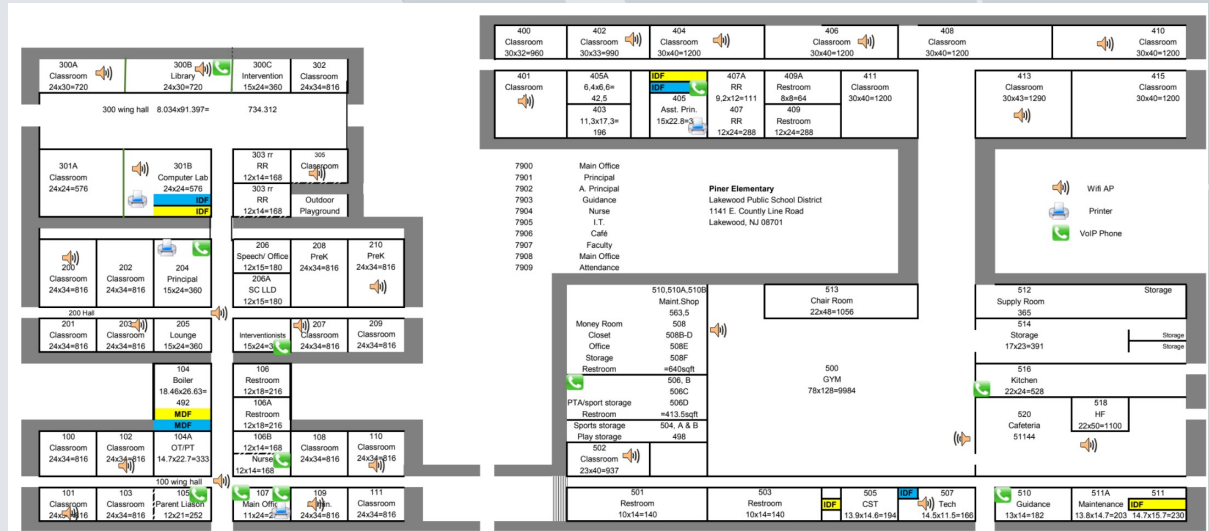 300A
Classroom
24x30=720
300B
Library
24x30=720
300C
Intervention
15x24=360
302
Classroom
24x34=816
300 wing hall 8.034x91.397= 734.312
301A
Classroom
24x24=576
301B
Computer Lab
24x24=576
IDF
IDF
303 rr
RR
12x14=168
303 rr
RR
12x14=168
305
Classroom
Outdoor
Playground
200
Classroom
24x34=816
202
Classroom
24x34=816
204
Principal
15x24=360
206
Speech/ Office
12x15=180
206A
SC LLD
12x15=180
208
PreK
24x34=816
210
PreK
24x34=816
200 Hall
201
Classroom
24x34=816
203
Classroom
24x34=816
205
Lounge
15x24=360
Interventionists
15x24=3
207
Classroom
24x34=816
209
Classroom
24x34=816
104
Boiler
18.46x26.63=
492
MDF
MDF
106
Restroom
12x18=216
106A
Restroom
12x18=216
100
Classroom
24x34=816
102
Classroom
24x34=816
104A
OT/PT
14.7x22.7=333
106B
12x14=168
Nurse
12x14=168
108
Classroom
24x34=816
110
Classroom
24x34=816
100 wing hall
101
Classroom
24x34=816
103
Classroom
24x34=816
105
Parent Liason
12x21=252
107
Main Offic
11x24=2
109
24x34=816
111
Classroom
24x34=816
400
Classroom
30x32=960
402
Classroom
30x33=990
404
Classroom
30x40=1200
406
Classroom
30x40=1200
408
Classroom
30x40=1200
410
Classroom
30x40=1200
401
Classroom
405A
6,4x6,6=
42,5
403
11,3x17,3=
196
IDF
IDF
405
Asst. Prin.
15x22.8=3
407A
RR
9,2x12=111
407
RR
12x24=288
409A
Restroom
8x8=64
409
Restroom
12x24=288
411
Classroom
30x40=1200
413
Classroom
30x43=1290
415
Classroom
30x40=1200
7900 Main Office
7901 Principal
7902 A. Principal
7903 Guidance
7904 Nurse
7905 I.T.
7906 Café
7907 Faculty
7908 Main Office
7909 Attendance
Piner Elementary
Lakewood Public School District
1141 E. Countly Line Road
Lakewood, NJ 08701
Wifi AP
Printer
VoIP Phone
510,510A,510B
Maint.Shop
563,5
Money Room 508
Closet 508B-D
Office 508E
Storage 508F
Restroom =640sqft
506, B
506C
PTA/sport storage 506D
Restroom =413.5sqft
Sports storage 504, A & B
Play storage 498
502
Classroom
23x40=937
513
Chair Room
22x48=1056
500
GYM
78x128=9984
512
Supply Room
365
Storage
514
Storage
17x23=391
Storage
Storage
516
Kitchen
22x24=528
520
Cafeteria
51144
518
HF
22x50=1100
501
Restroom
10x14=140
503
Restroom
10x14=140
IDF
505
CST
13.9x14.6=194
IDF
507
Tech
14.5x11.5=166
510
Guidance
13x14=182
511A
Maintenance
13.8x14.7=203
511
IDF
14.7x15.7=230